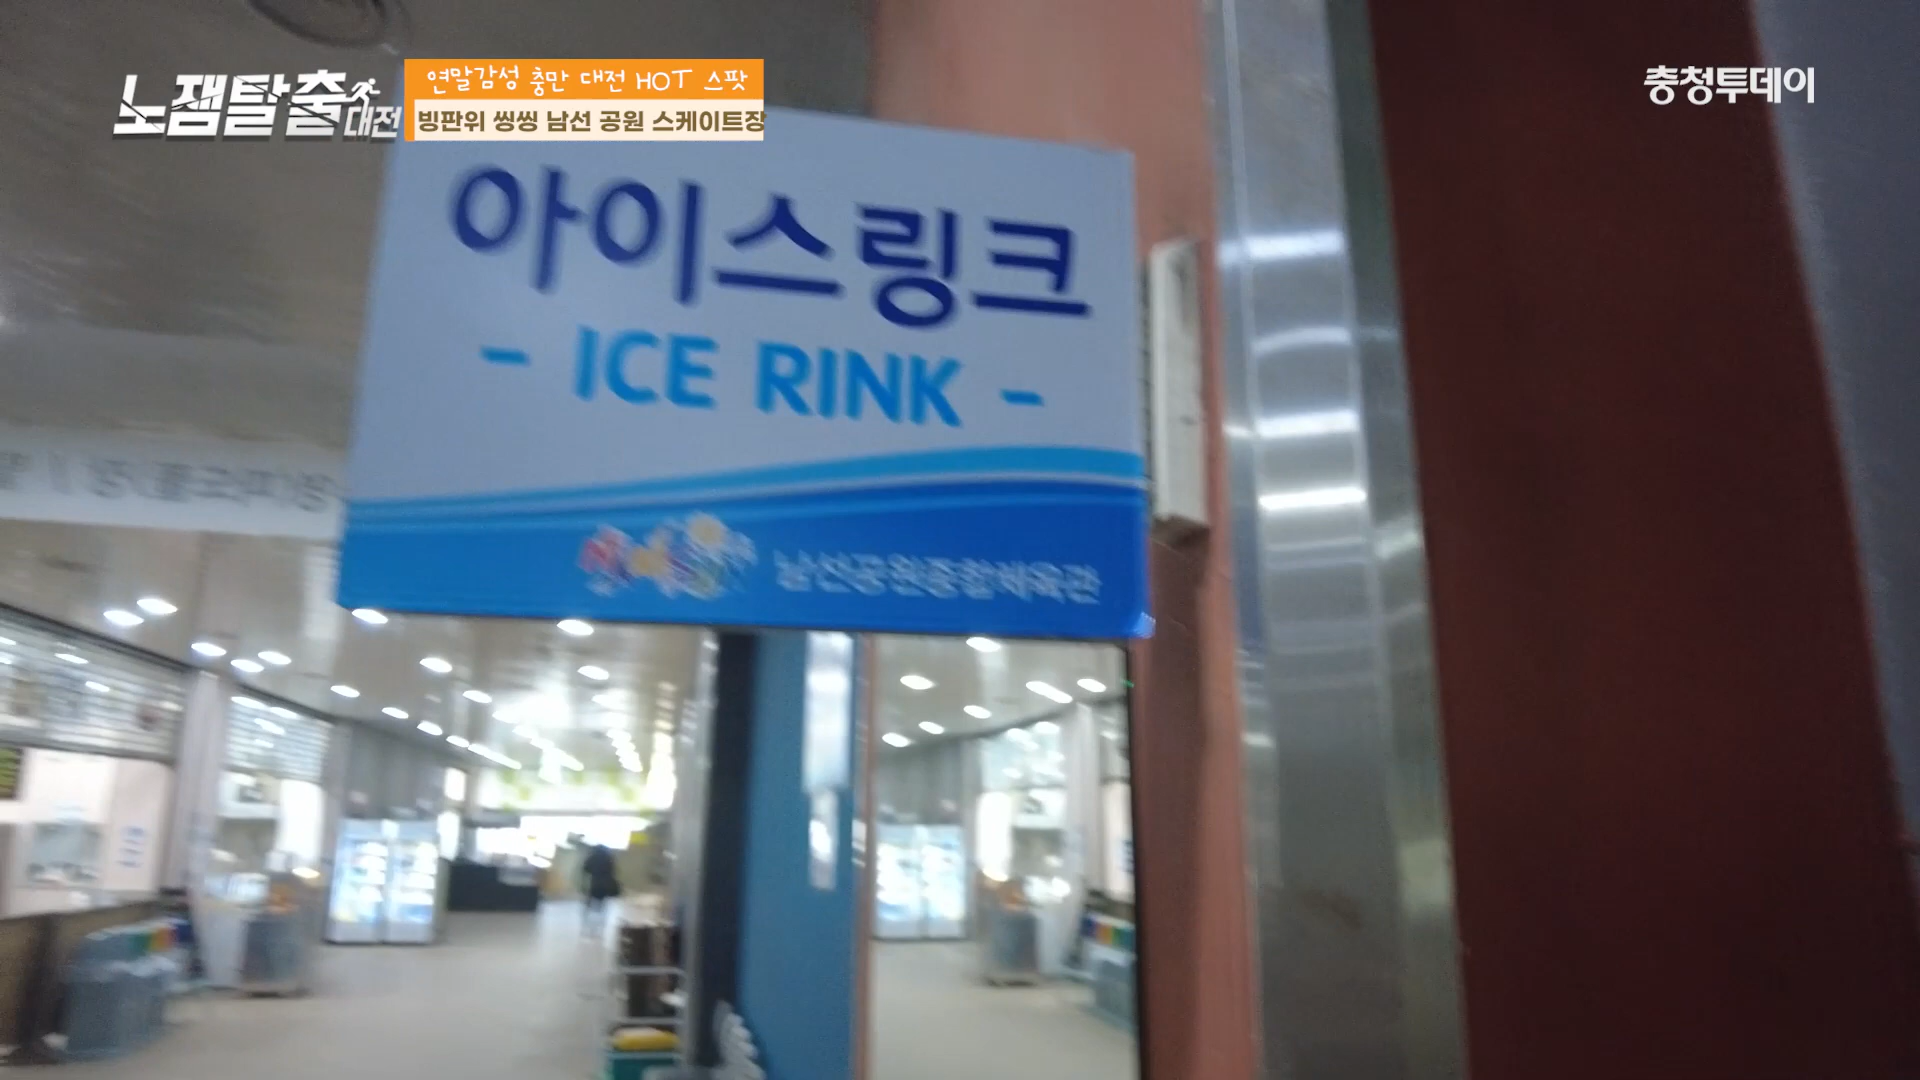 노잼탈출 대전
연말감성 충만 대전 HOT 스팟
빙판위 씽씽 남선 공원 스케이트장
충청투데이
아이스링크
- ICE RINK -
남선공원종합체육관